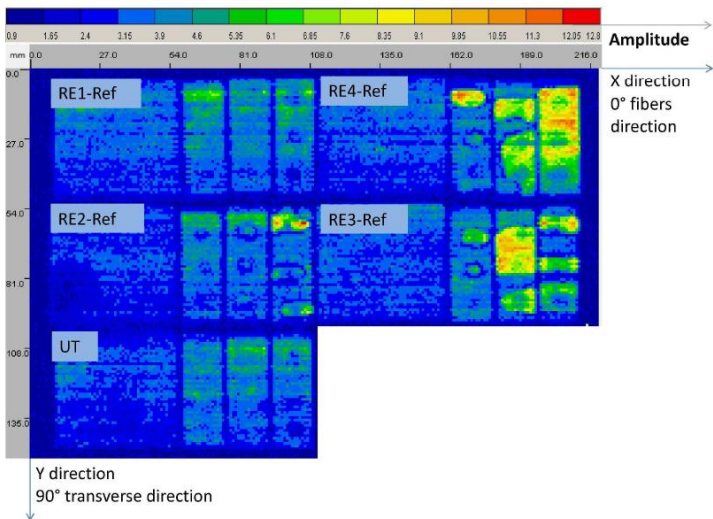 0.9 1.65 2.4 3.15 3.9 4.6 5.35 6.1 6.85 7.6 8.35 9.1 9.85 10.55 11.3 12.05 12.8
Amplitude
mm 0.0 27.0 54.0 81.0 108.0 135.0 162.0 189.0 216.0
0.0
X direction
0° fibers
direction
RE1-Ref RE4-Ref
27.0
54.0
RE2-Ref RE3-Ref
81.0
108.0
UT
135.0
Y direction
90° transverse direction